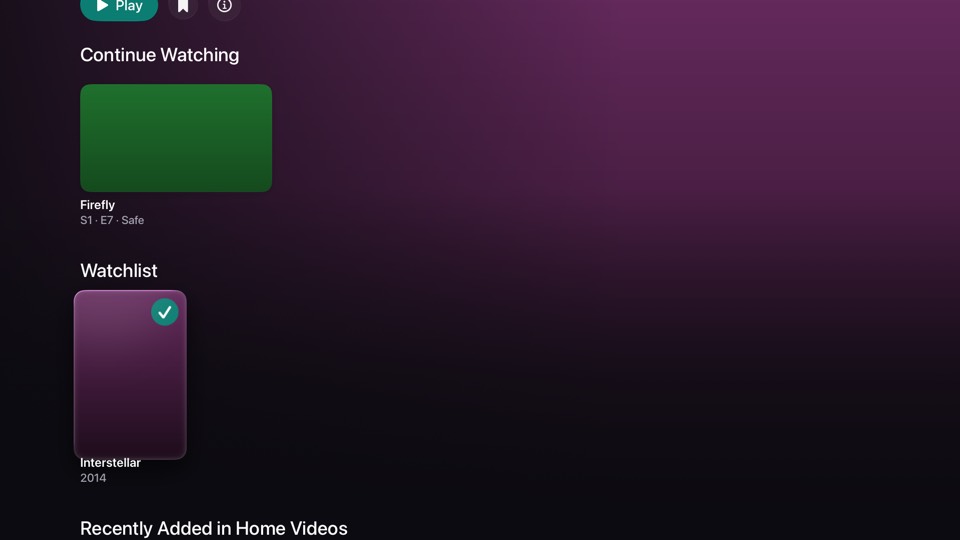 Play
Continue Watching
Firefly
S1 · E7 · Safe
Watchlist
Interstellar
2014
Recently Added in Home Videos